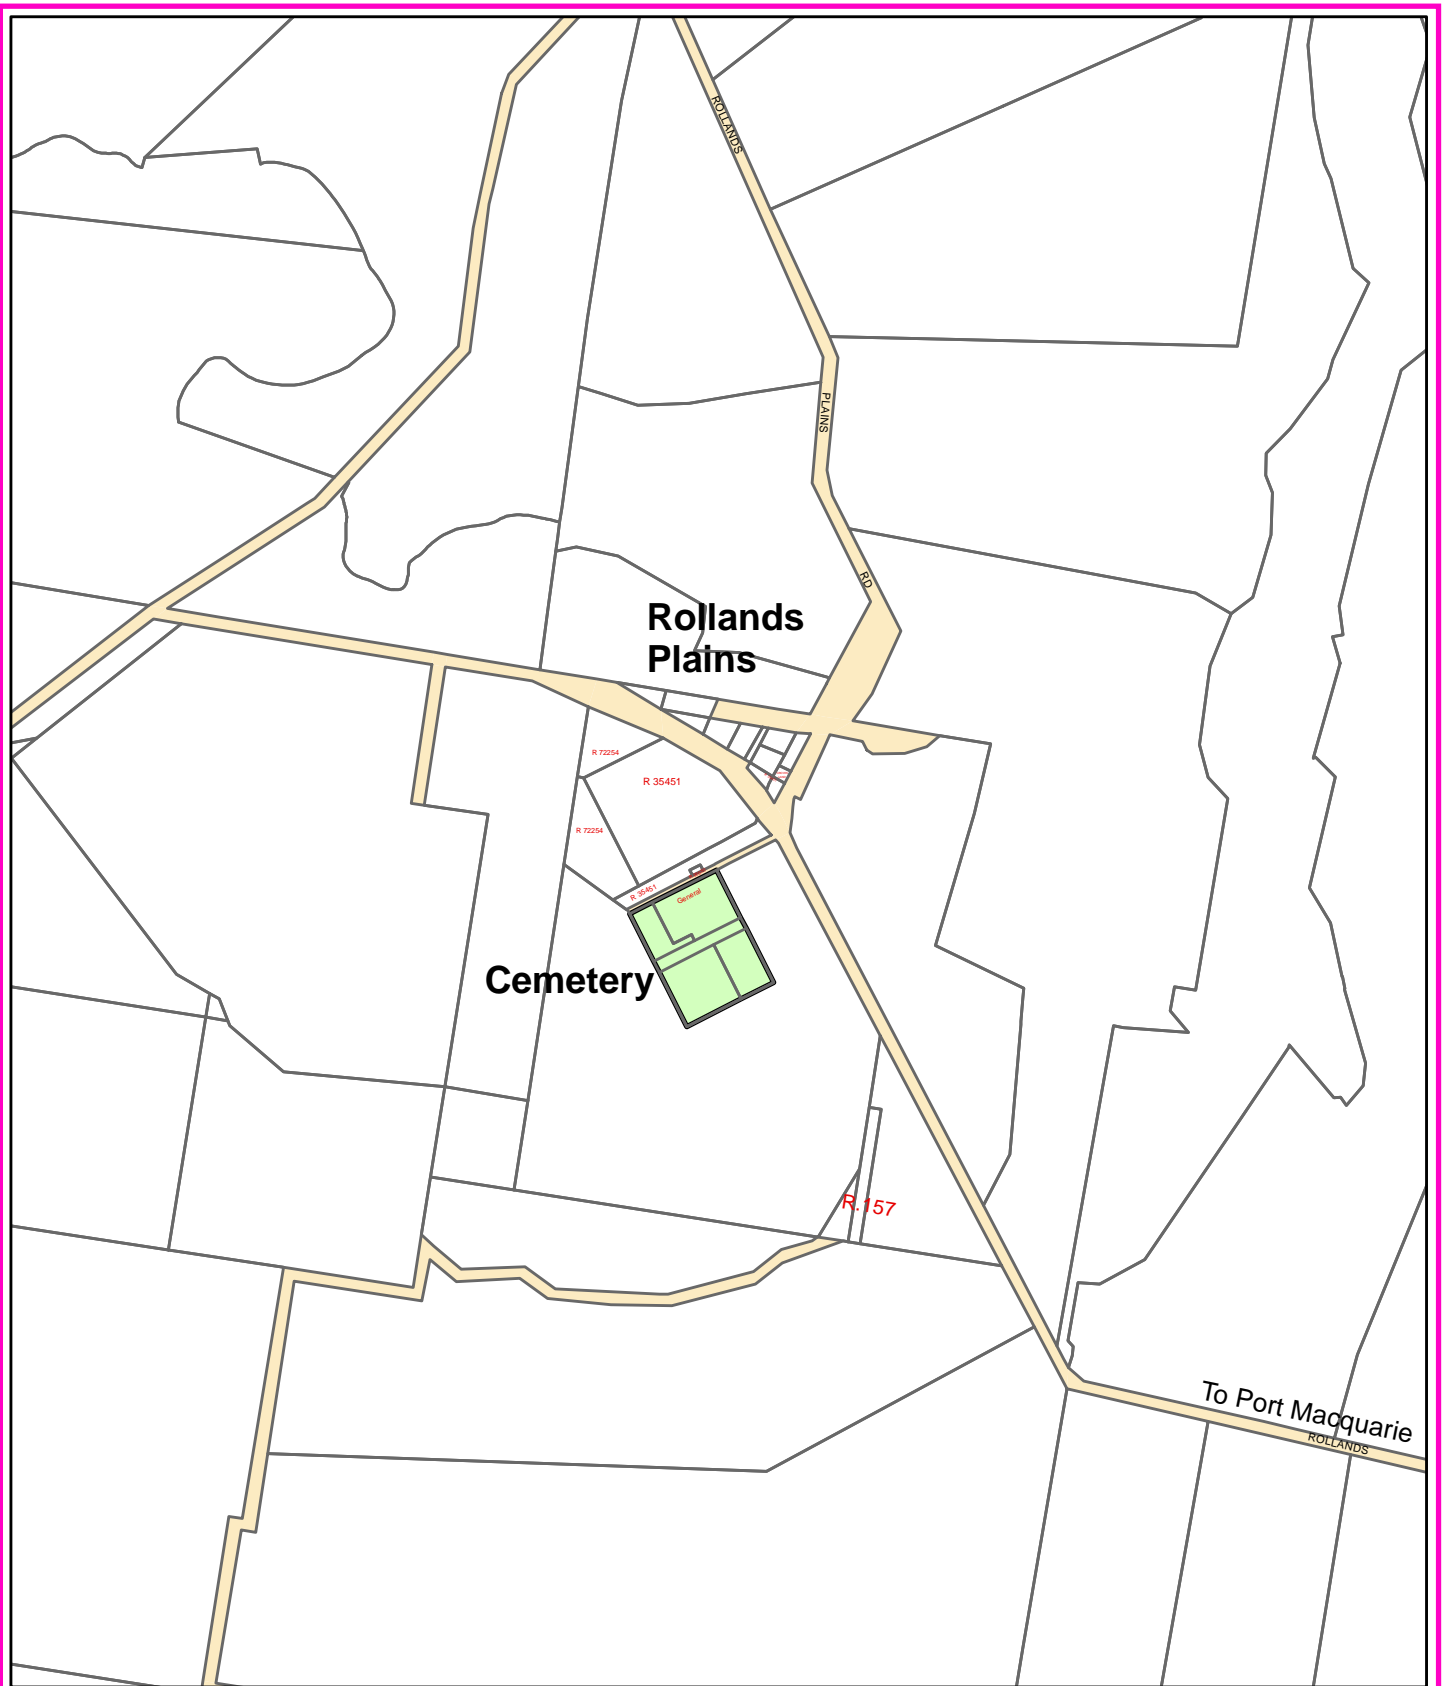 ROLLANDS
PLAINS
RD
Rollands
Plains
R 72254
R 35451
R 72254
R 35451
General
Cemetery
R.157
To Port Macquarie
ROLLANDS